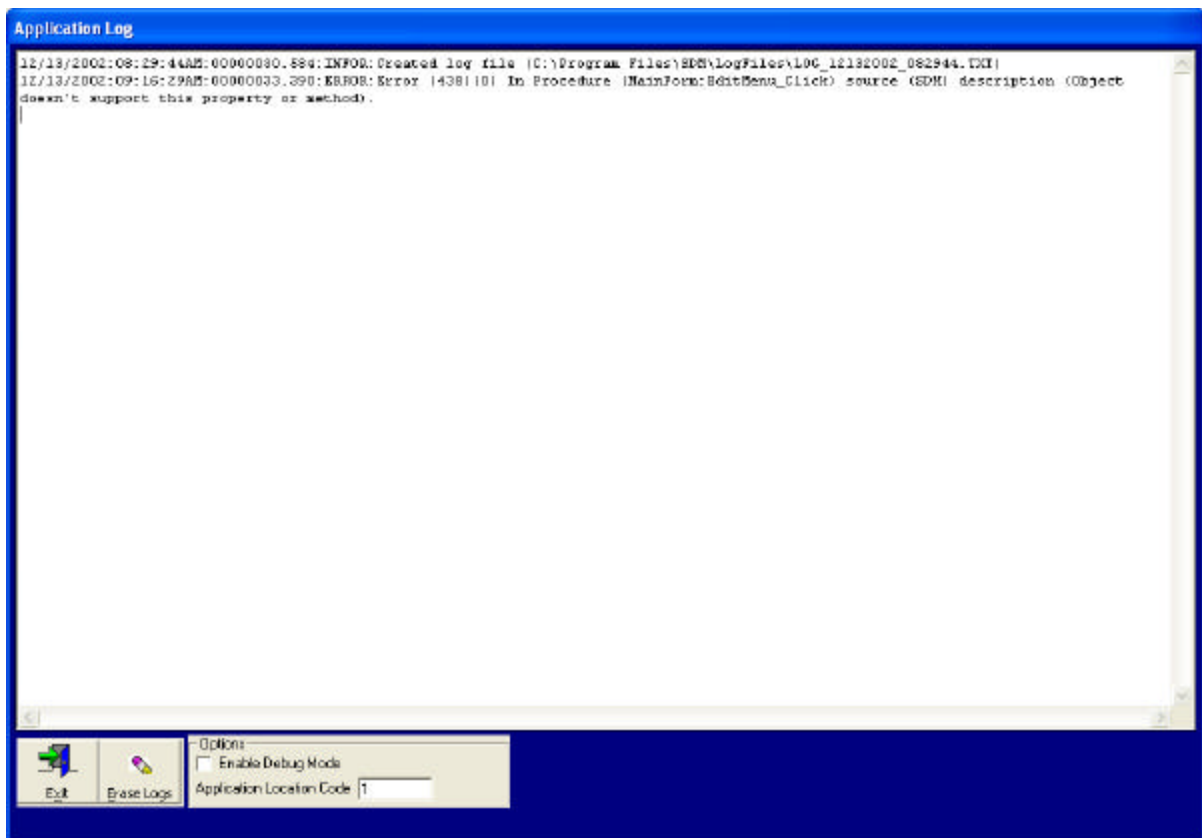 Application Log
12/13/2002:08:29:44AM:00000080.584:INFOR:Created log file (C:\Program Files\SDM\LogFiles\LOG_12132002_082944.TXT)
12/13/2002:09:16:29AM:00000033.390:ERROR:Error (438)(0) In Procedure (MainForm:EditMenu_Click) source (SDM) description (Object
doesn't support this property or method).
Options
Enable Debug Mode
Application Location Code 1
Exit
Erase Logs